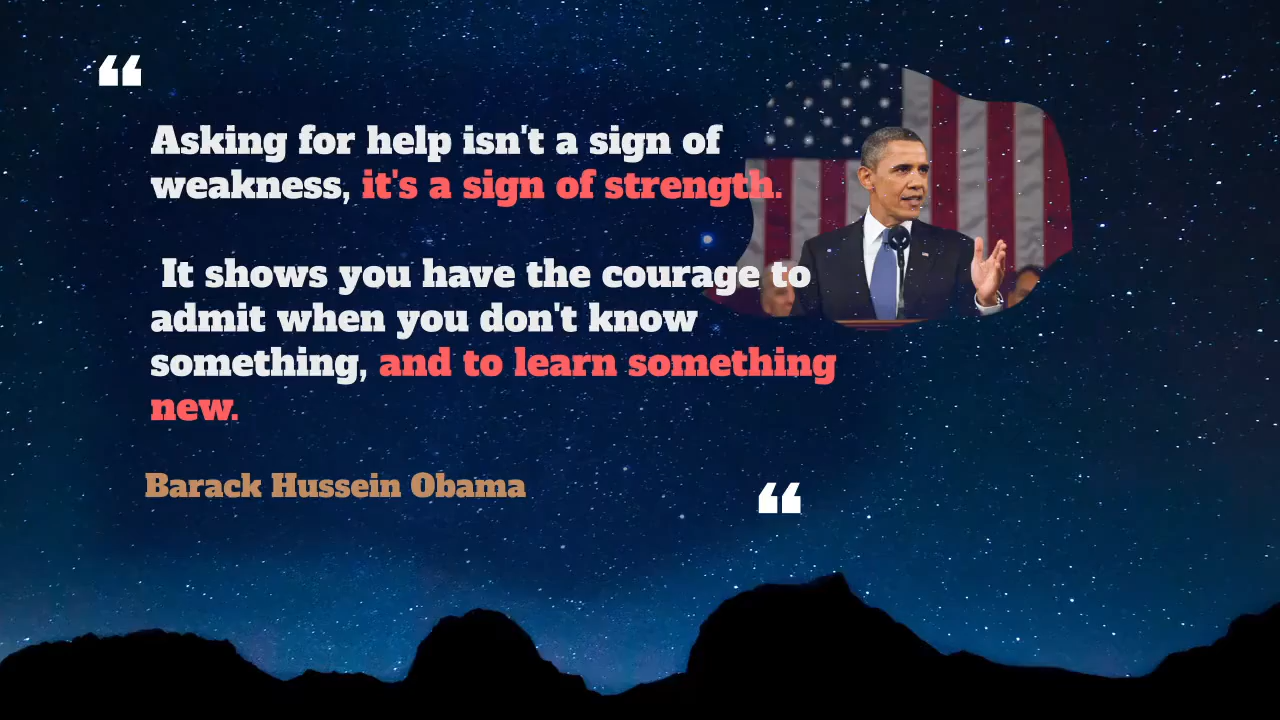 ❝
Asking for help isn't a sign of
weakness, it's a sign of strength.
It shows you have the courage to
admit when you don't know
something, and to learn something
new.
Barack Hussein Obama
❝